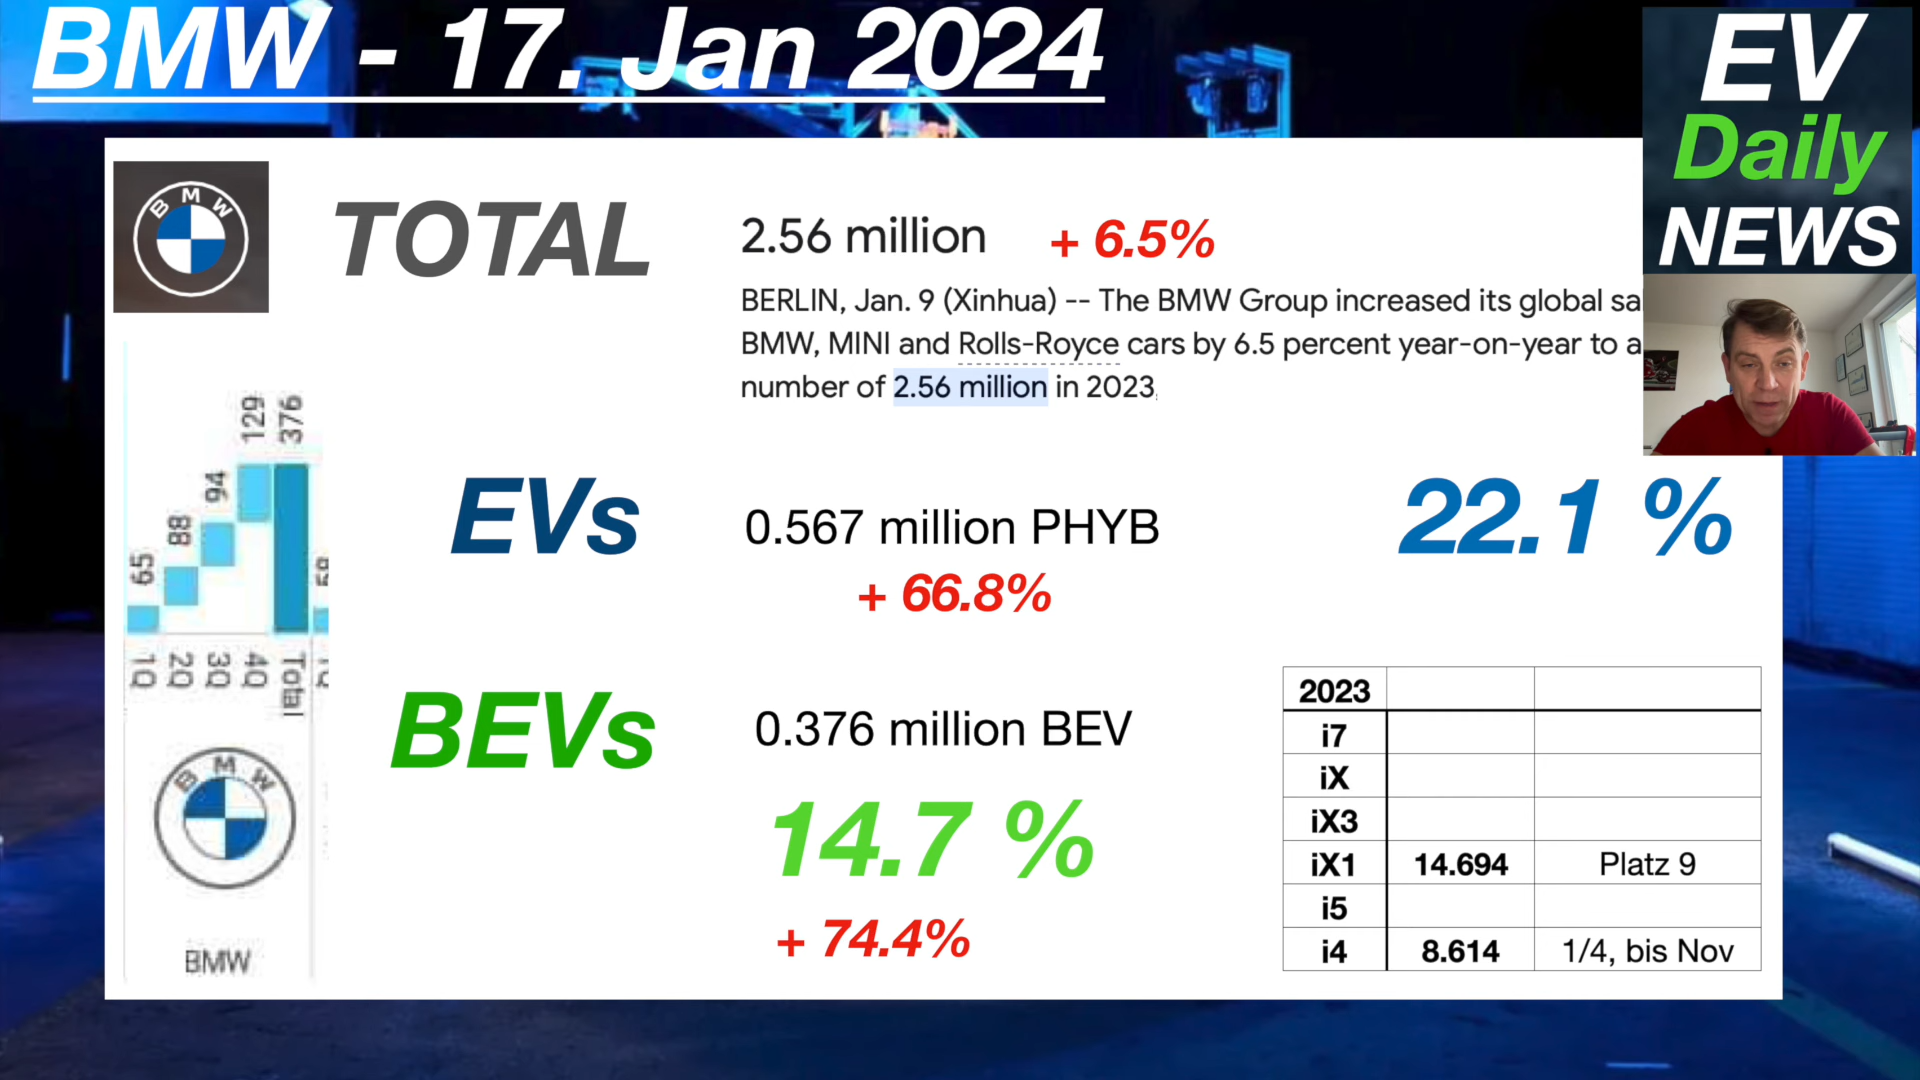 BMW - 17. Jan 2024
EV
Daily
NEWS
BMW
TOTAL
2.56 million + 6.5%
BERLIN, Jan. 9 (Xinhua) -- The BMW Group increased its global
BMW, MINI and Rolls-Royce cars by 6.5 percent year-on-year to a
number of 2.56 million in 2023
65
88
94
129
376
1Q
2Q
3Q
4Q
Total
BMW
BMW
EVs
0.567 million PHYB
22.1 %
+ 66.8%
BEVs
0.376 million BEV
14.7 %
+ 74.4%
2023
i7
iX
iX3
iX1 14.694 Platz 9
i5
i4 8.614 1/4, bis Nov